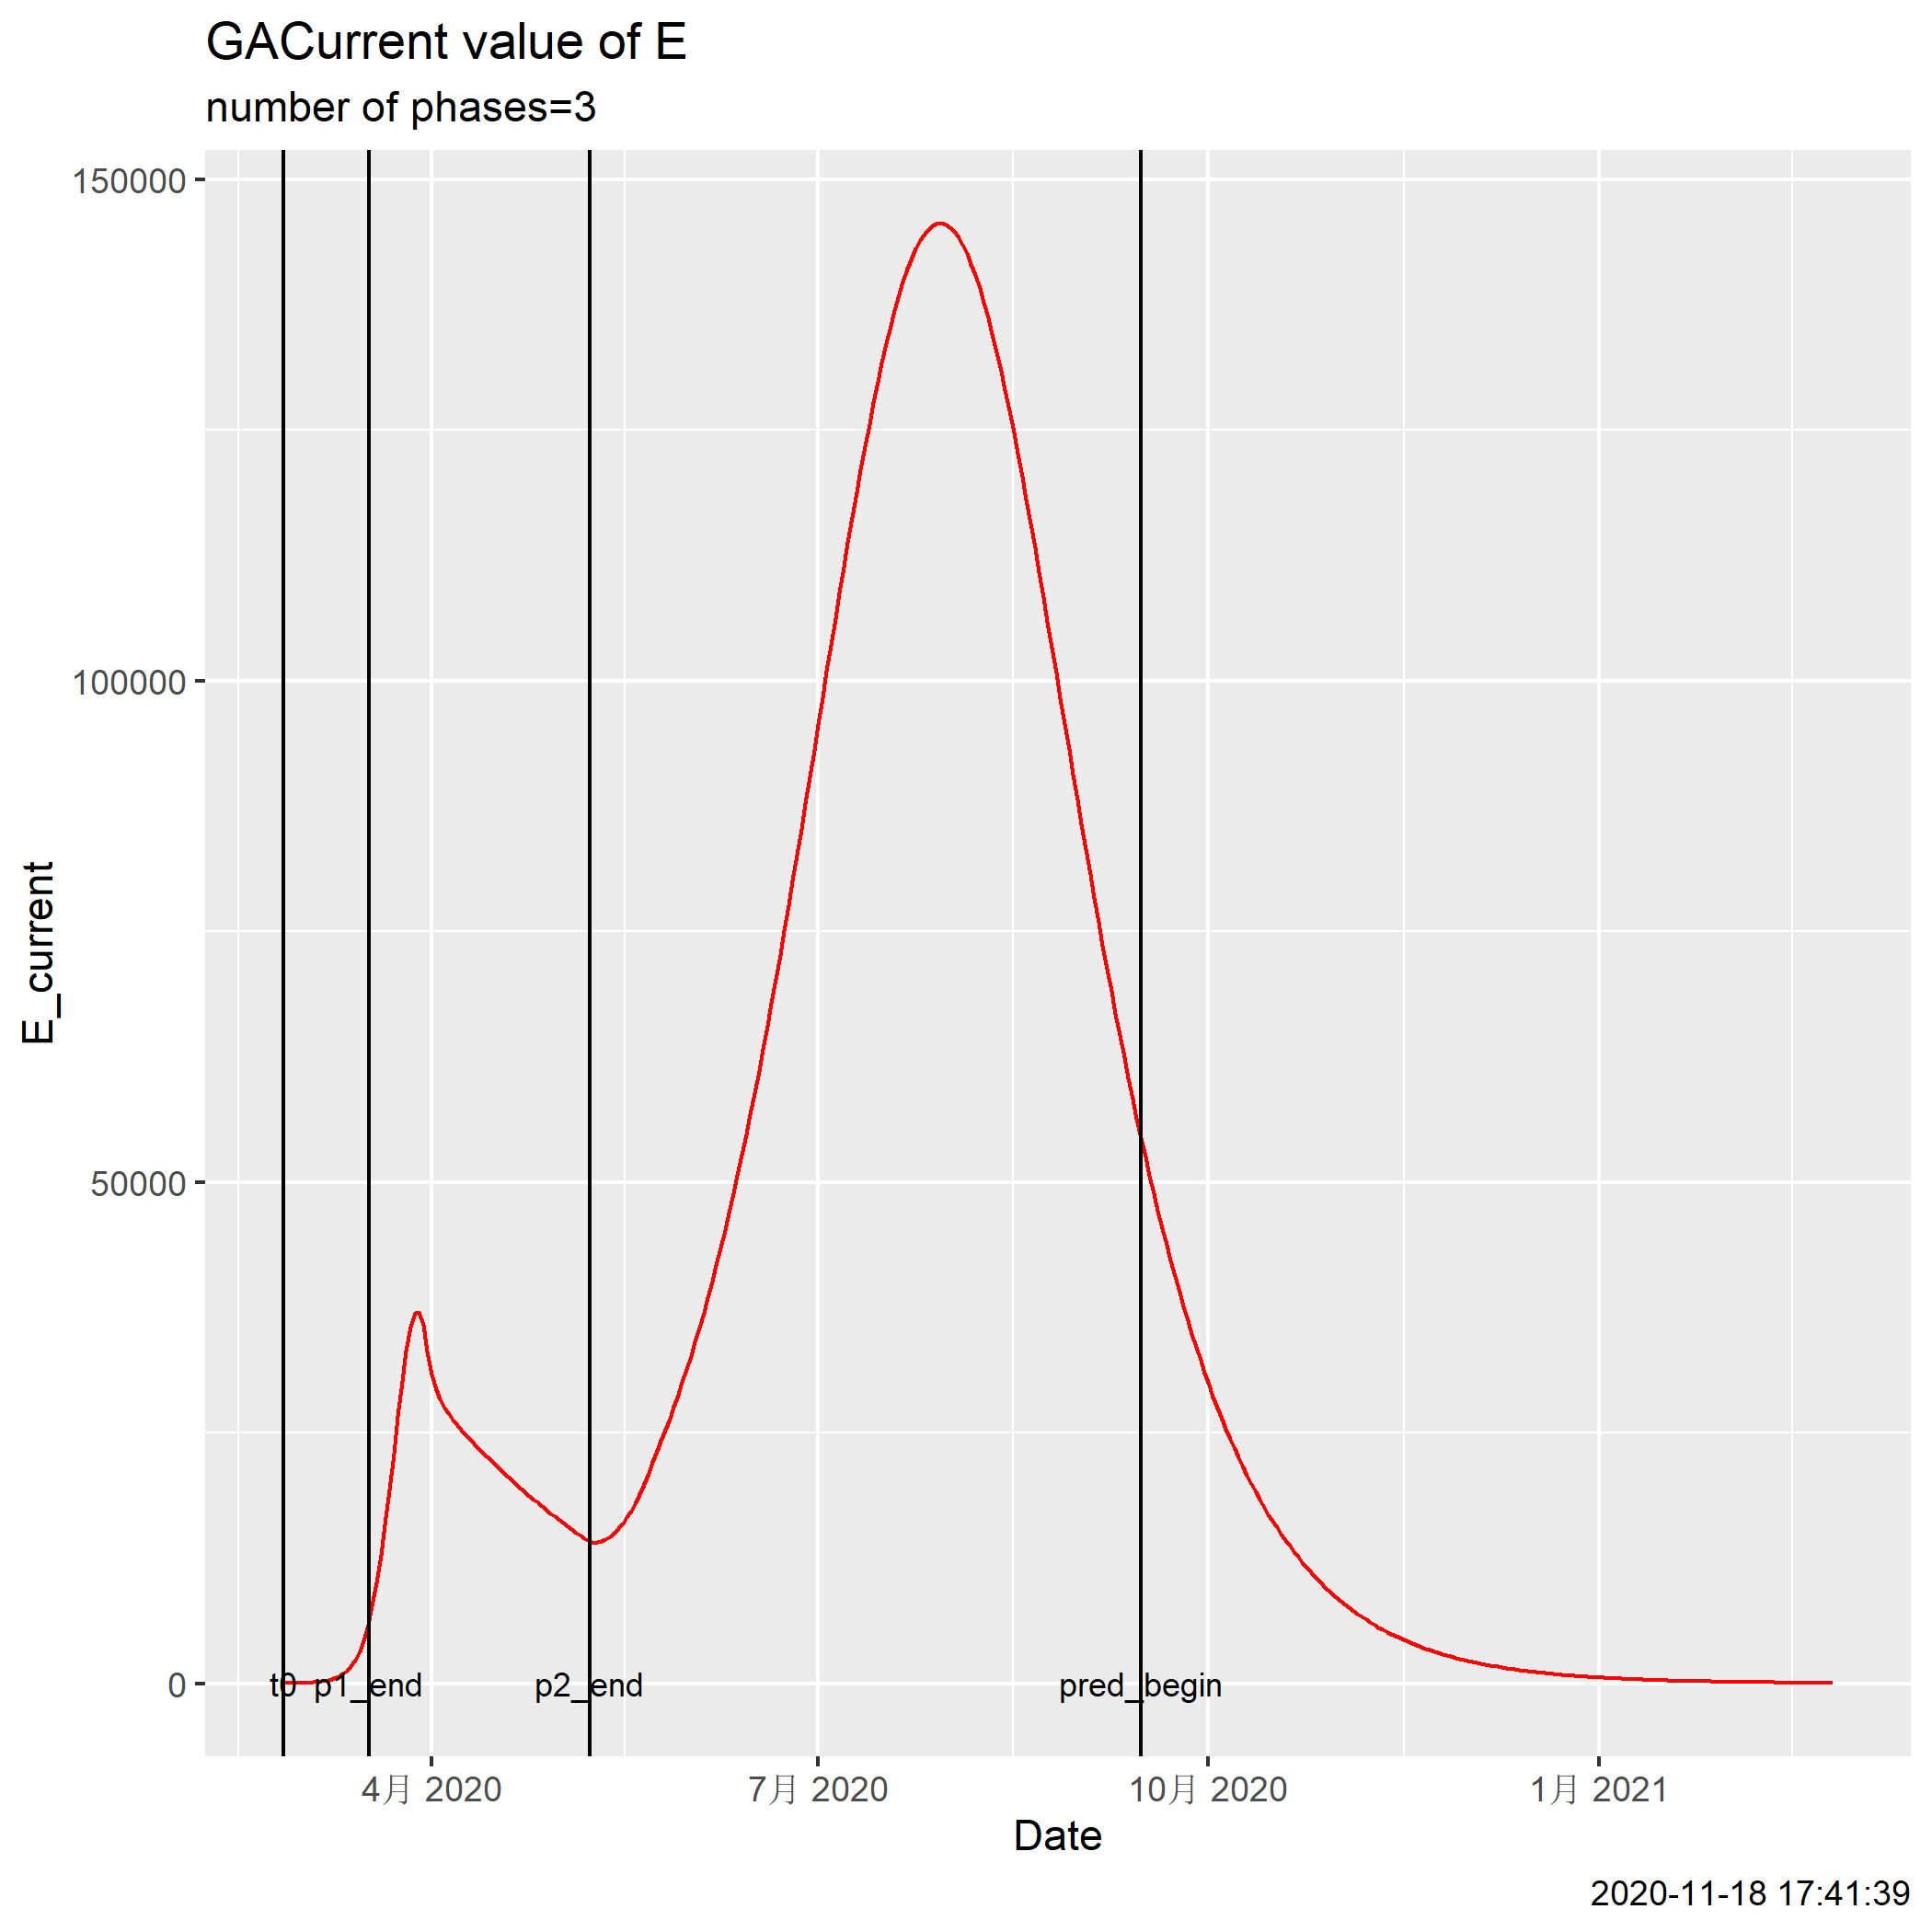 GACurrent value of E
number of phases=3
150000
100000
50000
0
E_current
t0 p1_end p2_end pred_begin
4月 2020 7月 2020 10月 2020 1月 2021
Date
2020-11-18 17:41:39